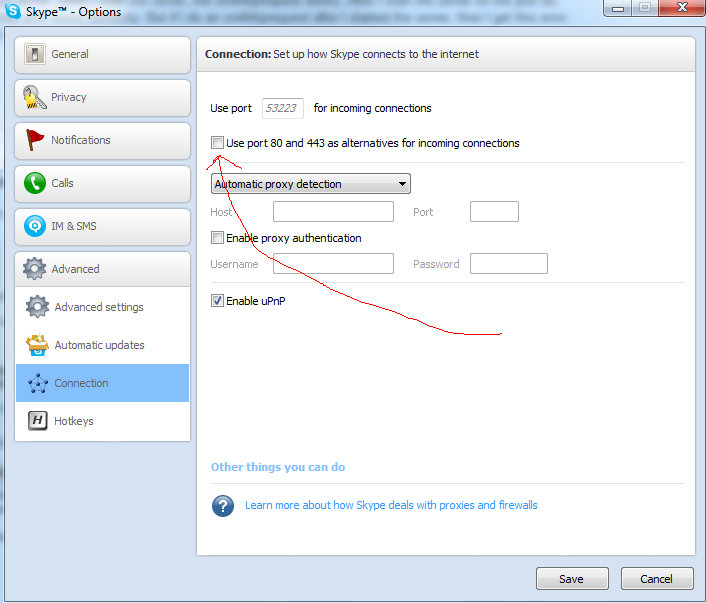 Skype™ - Options
General
Privacy
Notifications
Calls
IM & SMS
Advanced
Advanced settings
Automatic updates
Connection
H Hotkeys
Connection: Set up how Skype connects to the internet
Use port 53223 for incoming connections
Use port 80 and 443 as alternatives for incoming connections
Automatic proxy detection
Host Port
Enable proxy authentication
Username Password
Enable uPnP
Other things you can do
? Learn more about how Skype deals with proxies and firewalls
Save Cancel